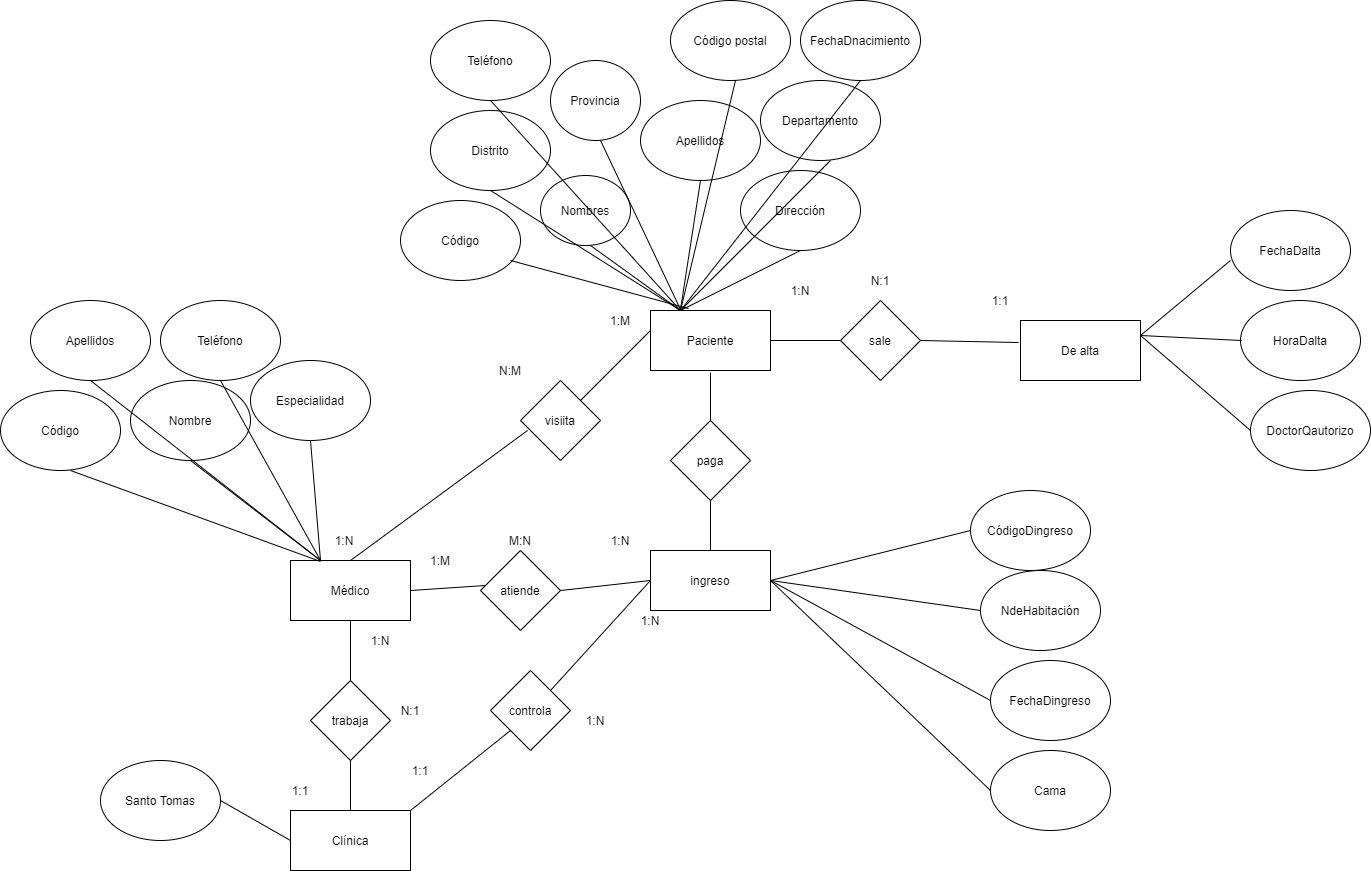 Código postal
FechaDnacimiento
Teléfono
Provincia
Departamento
Apellidos
Distrito
Nombres
Dirección
Código
FechaDalta
N:1
1:N
1:1
1:M
Paciente
sale
De alta
HoraDalta
Apellidos
Teléfono
N:M
Especialidad
Nombre
visiita
Código
DoctorQautorizo
paga
CódigoDingreso
1:N
M:N
1:N
1:M
Médico
atiende
ingreso
NdeHabitación
1:N
1:N
FechaDingreso
N:1
controla
trabaja
1:N
1:1
1:1
Cama
Santo Tomas
Clínica